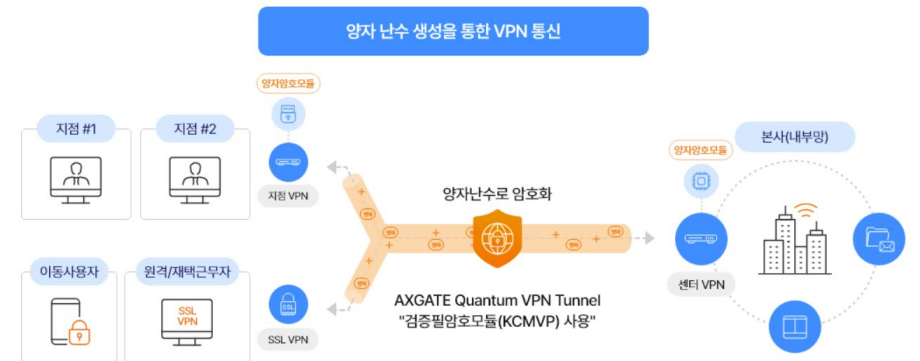 양자 난수 생성을 통한 VPN 통신
양자암호모듈
지점 #1
지점 #2
지점 VPN
이동사용자
원격/재택근무자
SSL
VPN
SSL
SSL VPN
양자난수로 암호화
AXGATE Quantum VPN Tunnel
"검증필암호모듈(KCMVP) 사용"
본사(내부망)
양자암호모듈
센터 VPN